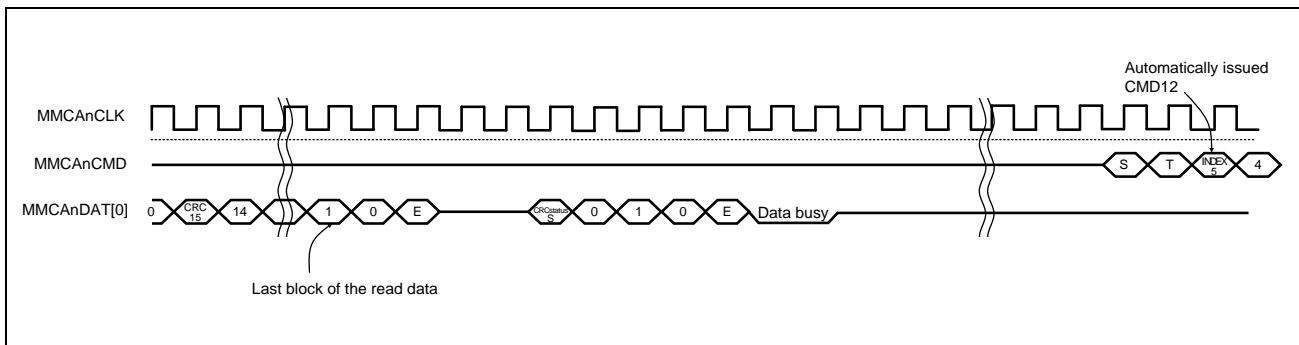 Automatically issued
CMD12
MMCAnCLK
MMCAnCMD
S T INDEX 4
5
MMCAnDAT[0]
0 CRC 14 1 0 E CRCstatus 0 1 0 E Data busy
15 S
Last block of the read data